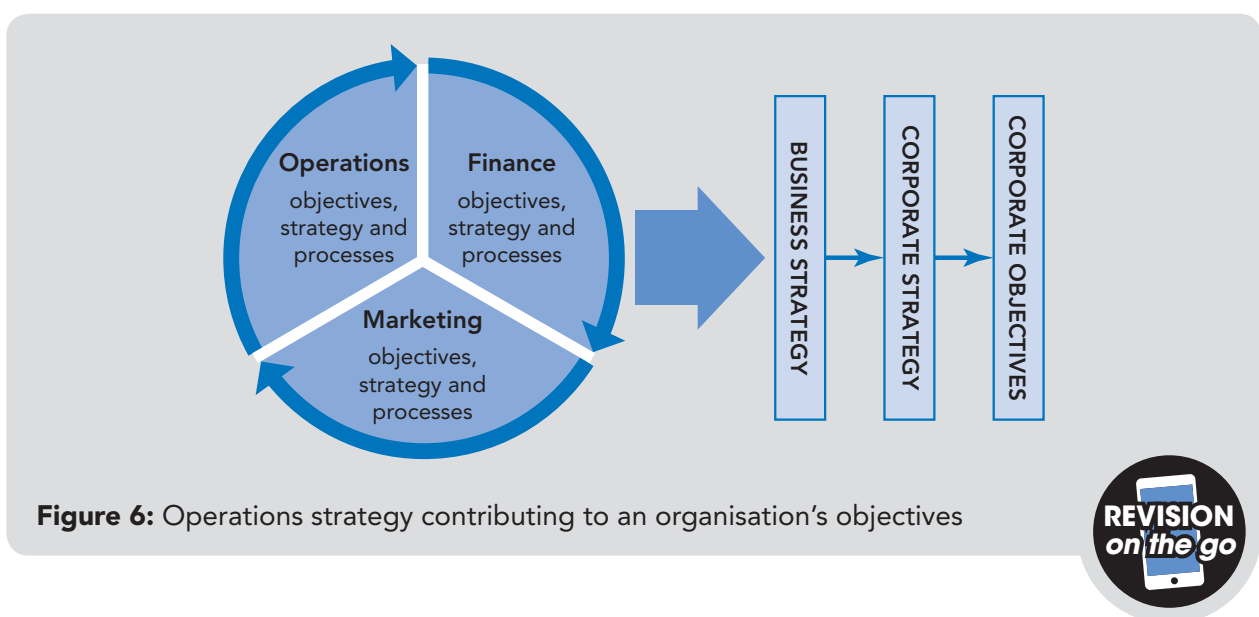 Operations
objectives,
strategy and
processes
Finance
objectives,
strategy and
processes
Marketing
objectives,
strategy and
processes
BUSINESS STRATEGY
CORPORATE STRATEGY
CORPORATE OBJECTIVES
Figure 6: Operations strategy contributing to an organisation's objectives
REVISION
on the go